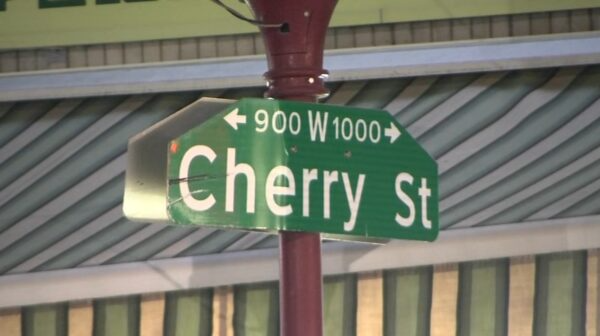 ← 900 W 1000 →
Cherry St